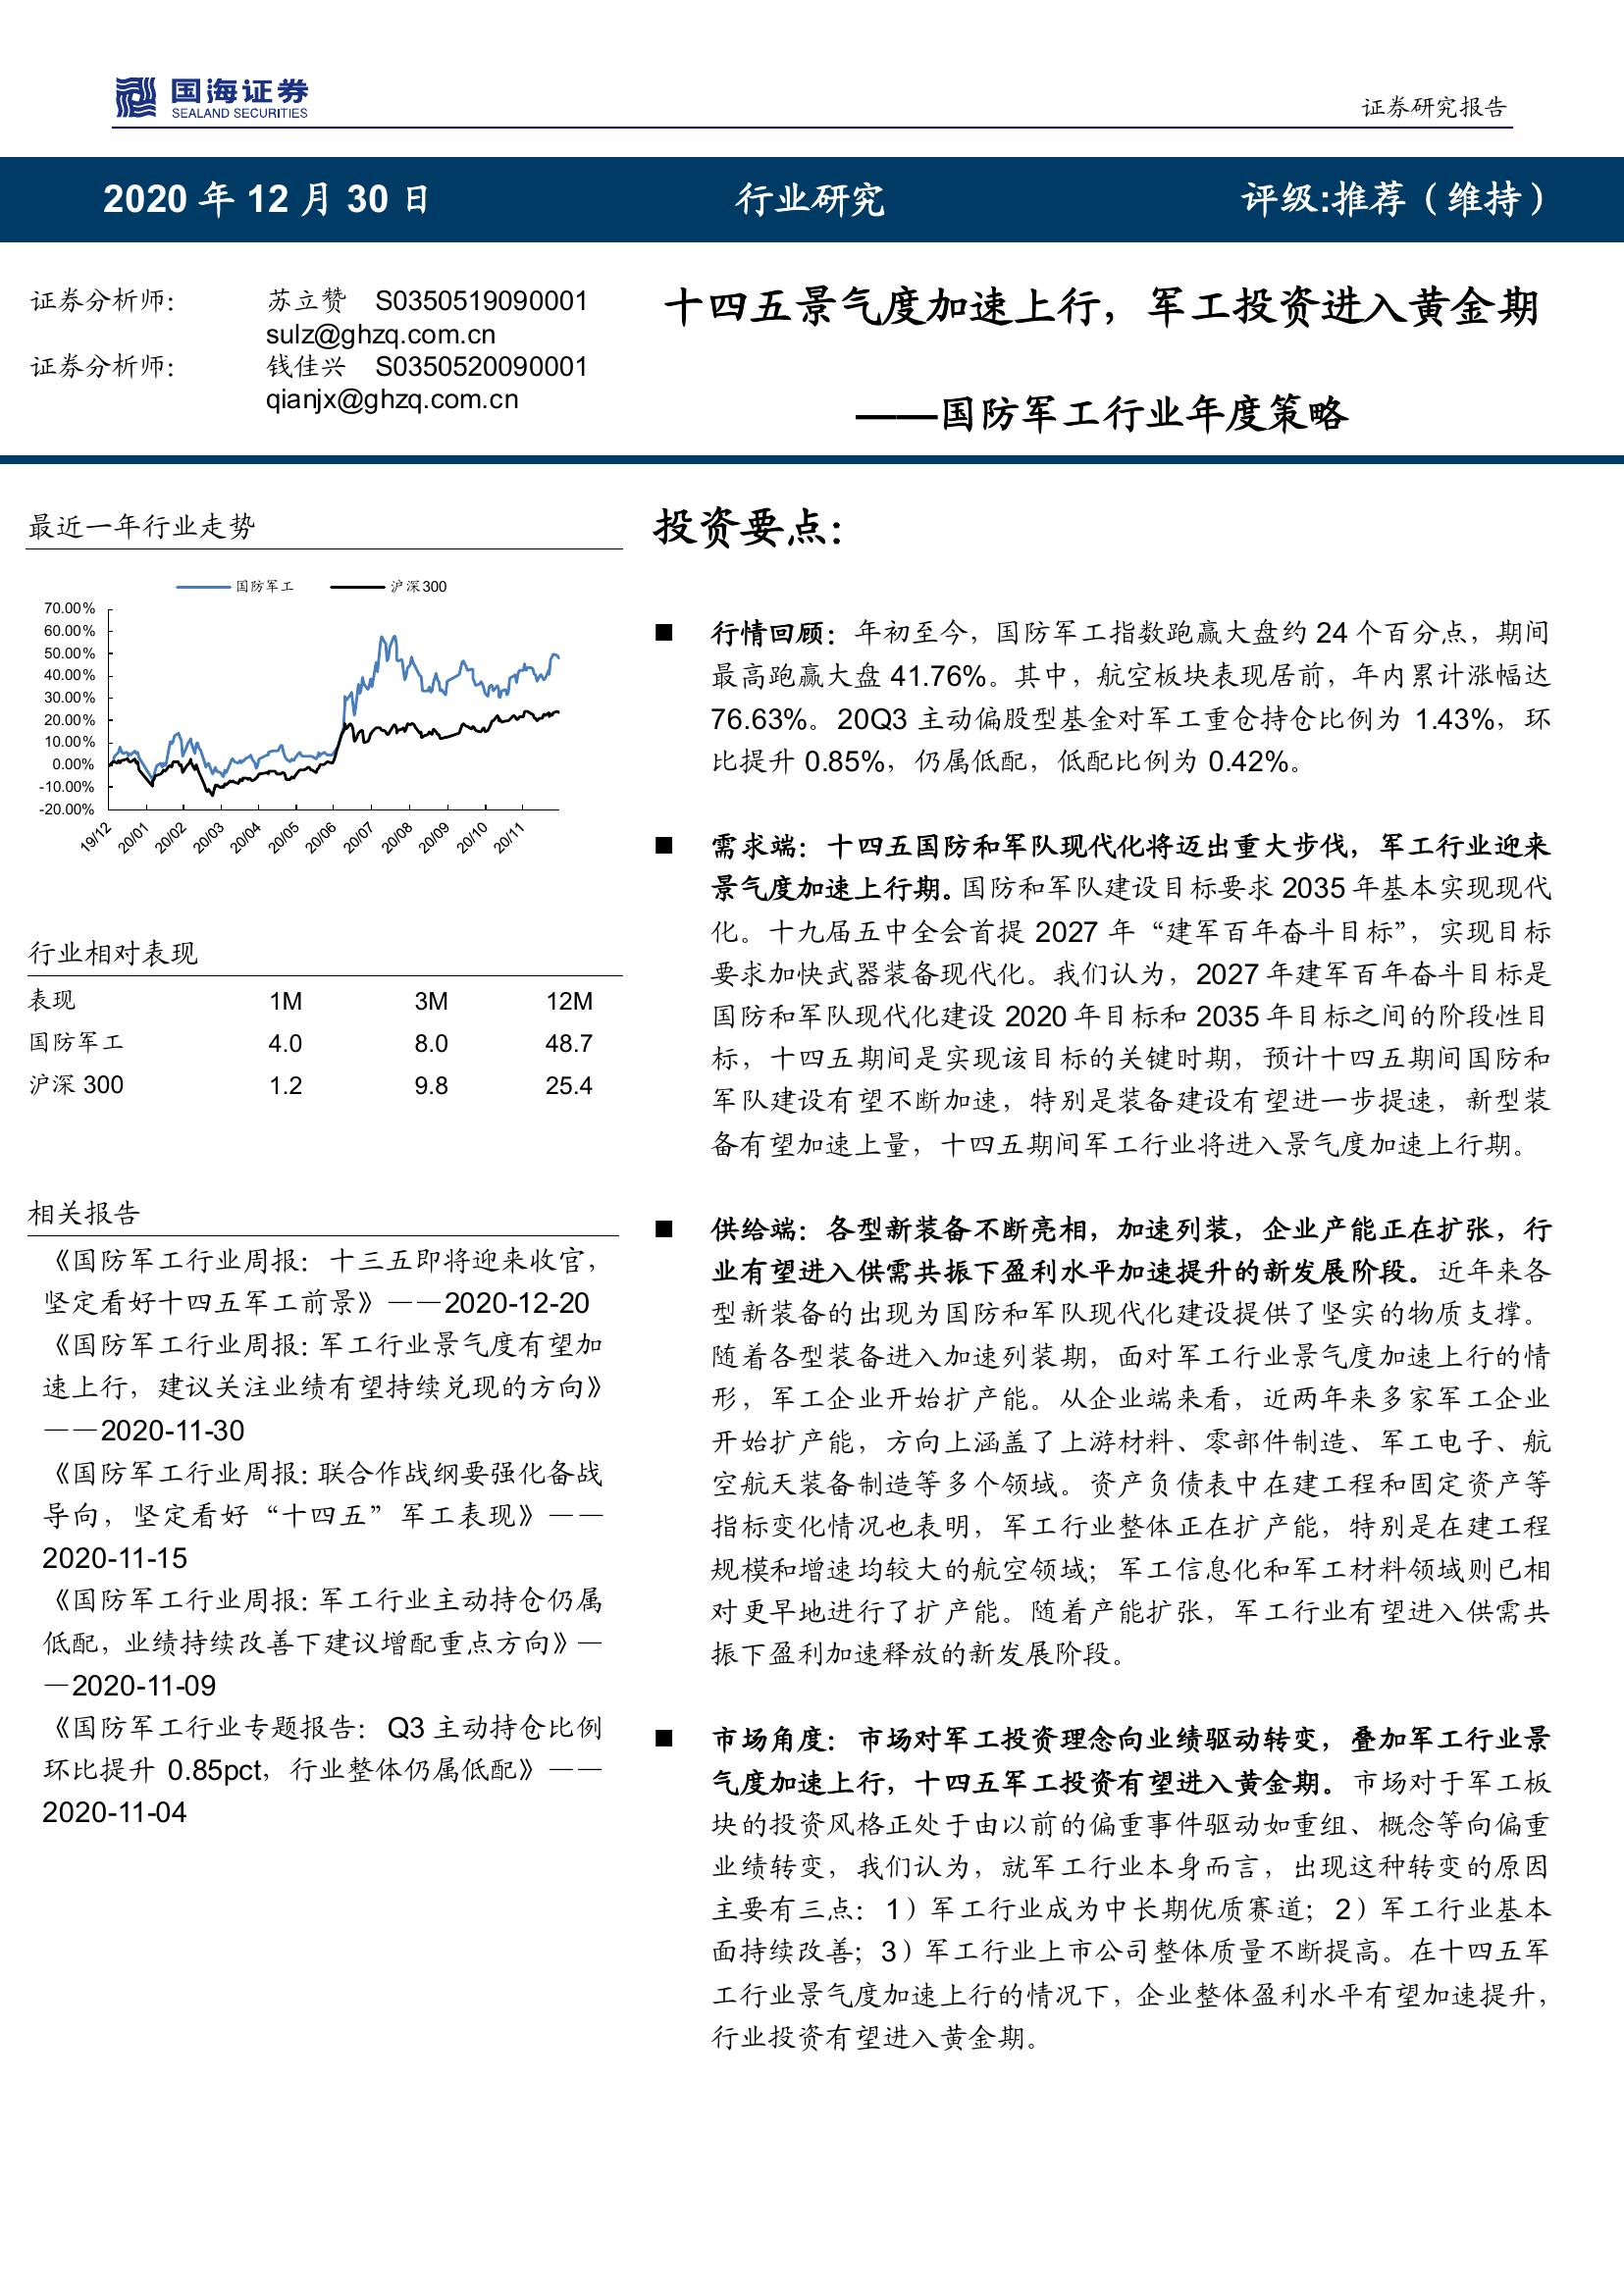 国海证券
SEALAND SECURITIES
证券研究报告
2020 年 12 月 30 日
行业研究
评级:推荐（维持）
证券分析师： 苏立赞 S0350519090001
sulz@ghzq.com.cn
证券分析师： 钱佳兴 S0350520090001
qianjx@ghzq.com.cn
十四五景气度加速上行，军工投资进入黄金期
——国防军工行业年度策略
最近一年行业走势
国防军工 沪深300
70.00%
60.00%
50.00%
40.00%
30.00%
20.00%
10.00%
0.00%
-10.00%
-20.00%
19/12 20/01 20/02 20/03 20/04 20/05 20/06 20/07 20/08 20/09 20/10 20/11
行业相对表现
表现 1M 3M 12M
国防军工 4.0 8.0 48.7
沪深 300 1.2 9.8 25.4
相关报告
《国防军工行业周报：十三五即将迎来收官，
坚定看好十四五军工前景》——2020-12-20
《国防军工行业周报：军工行业景气度有望加
速上行，建议关注业绩有望持续兑现的方向》
——2020-11-30
《国防军工行业周报：联合作战纲要强化备战
导向，坚定看好“十四五”军工表现》——
2020-11-15
《国防军工行业周报：军工行业主动持仓仍属
低配，业绩持续改善下建议增配重点方向》—
—2020-11-09
《国防军工行业专题报告：Q3 主动持仓比例
环比提升 0.85pct，行业整体仍属低配》——
2020-11-04
投资要点：
■ 行情回顾：年初至今，国防军工指数跑赢大盘约 24 个百分点，期间
最高跑赢大盘 41.76%。其中，航空板块表现居前，年内累计涨幅达
76.63%。20Q3 主动偏股型基金对军工重仓持仓比例为 1.43%，环
比提升 0.85%，仍属低配，低配比例为 0.42%。
■ 需求端：十四五国防和军队现代化将迈出重大步伐，军工行业迎来
景气度加速上行期。国防和军队建设目标要求 2035 年基本实现现代
化。十九届五中全会首提 2027 年“建军百年奋斗目标”，实现目标
要求加快武器装备现代化。我们认为，2027 年建军百年奋斗目标是
国防和军队现代化建设 2020 年目标和 2035 年目标之间的阶段性目
标，十四五期间是实现该目标的关键时期，预计十四五期间国防和
军队建设有望不断加速，特别是装备建设有望进一步提速，新型装
备有望加速上量，十四五期间军工行业将进入景气度加速上行期。
■ 供给端：各型新装备不断亮相，加速列装，企业产能正在扩张，行
业有望进入供需共振下盈利水平加速提升的新发展阶段。近年来各
型新装备的出现为国防和军队现代化建设提供了坚实的物质支撑。
随着各型装备进入加速列装期，面对军工行业景气度加速上行的情
形，军工企业开始扩产能。从企业端来看，近两年来多家军工企业
开始扩产能，方向上涵盖了上游材料、零部件制造、军工电子、航
空航天装备制造等多个领域。资产负债表中在建工程和固定资产等
指标变化情况也表明，军工行业整体正在扩产能，特别是在建工程
规模和增速均较大的航空领域；军工信息化和军工材料领域则已相
对更早地进行了扩产能。随着产能扩张，军工行业有望进入供需共
振下盈利加速释放的新发展阶段。
■ 市场角度：市场对军工投资理念向业绩驱动转变，叠加军工行业景
气度加速上行，十四五军工投资有望进入黄金期。市场对于军工板
块的投资风格正处于由以前的偏重事件驱动如重组、概念等向偏重
业绩转变，我们认为，就军工行业本身而言，出现这种转变的原因
主要有三点：1）军工行业成为中长期优质赛道；2）军工行业基本
面持续改善；3）军工行业上市公司整体质量不断提高。在十四五军
工行业景气度加速上行的情况下，企业整体盈利水平有望加速提升，
行业投资有望进入黄金期。